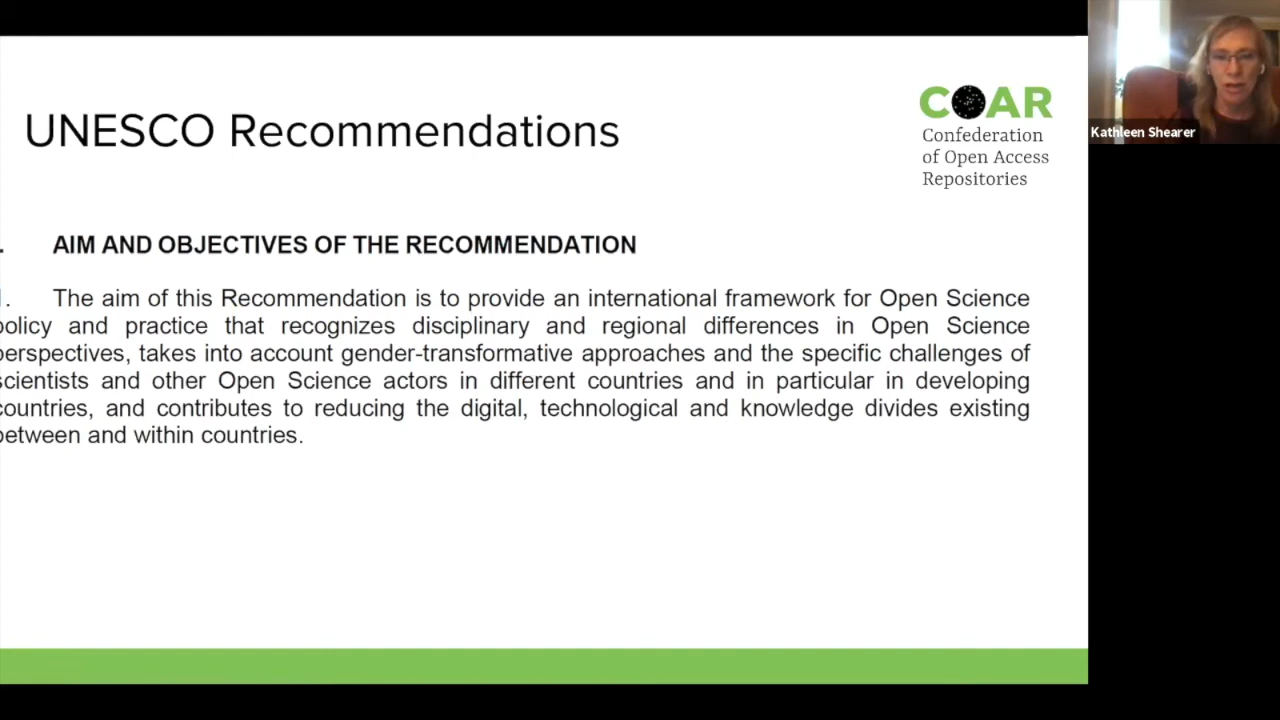 UNESCO Recommendations
COAR
Confederation
of Open Access
Repositories
Kathleen Shearer
. AIM AND OBJECTIVES OF THE RECOMMENDATION
. The aim of this Recommendation is to provide an international framework for Open Science
policy and practice that recognizes disciplinary and regional differences in Open Science
perspectives, takes into account gender-transformative approaches and the specific challenges of
scientists and other Open Science actors in different countries and in particular in developing
countries, and contributes to reducing the digital, technological and knowledge divides existing
between and within countries.